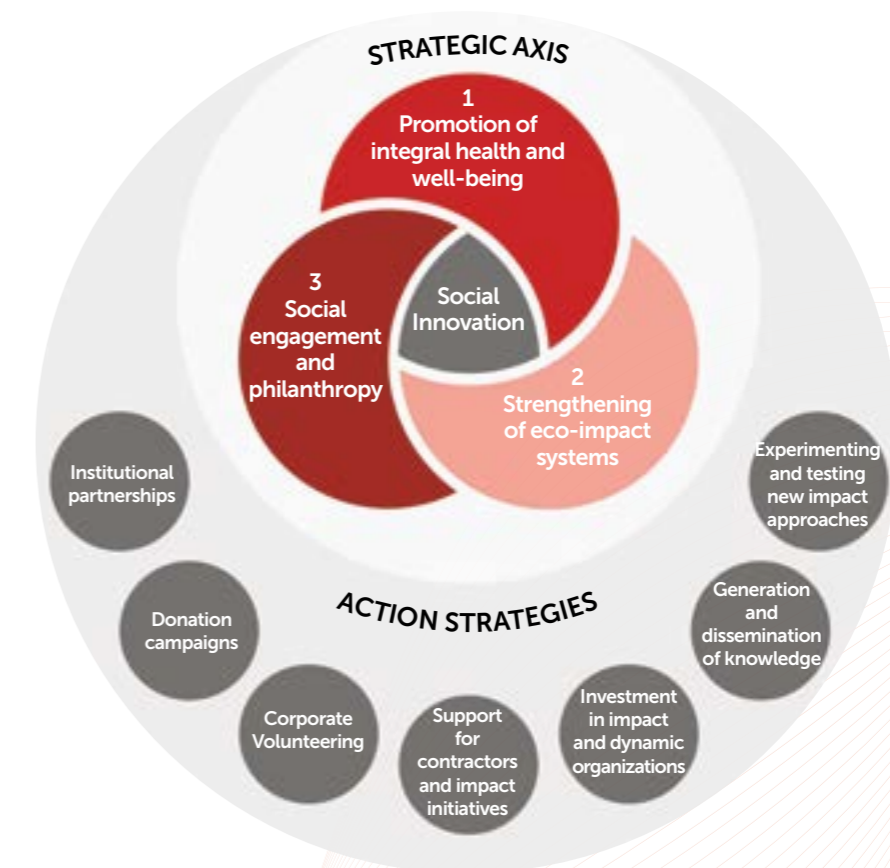 STRATEGIC AXIS
1
Promotion of
integral health and
well-being
3
Social
engagement
and
philanthropy
Social
Innovation
2
Strengthening
of eco-impact
systems
ACTION STRATEGIES
Institutional
partnerships
Donation
campaigns
Corporate
Volunteering
Support
for
contractors
and impact
initiatives
Investment
in impact
and dynamic
organizations
Generation
and
dissemination
of knowledge
Experimenting
and testing
new impact
approaches